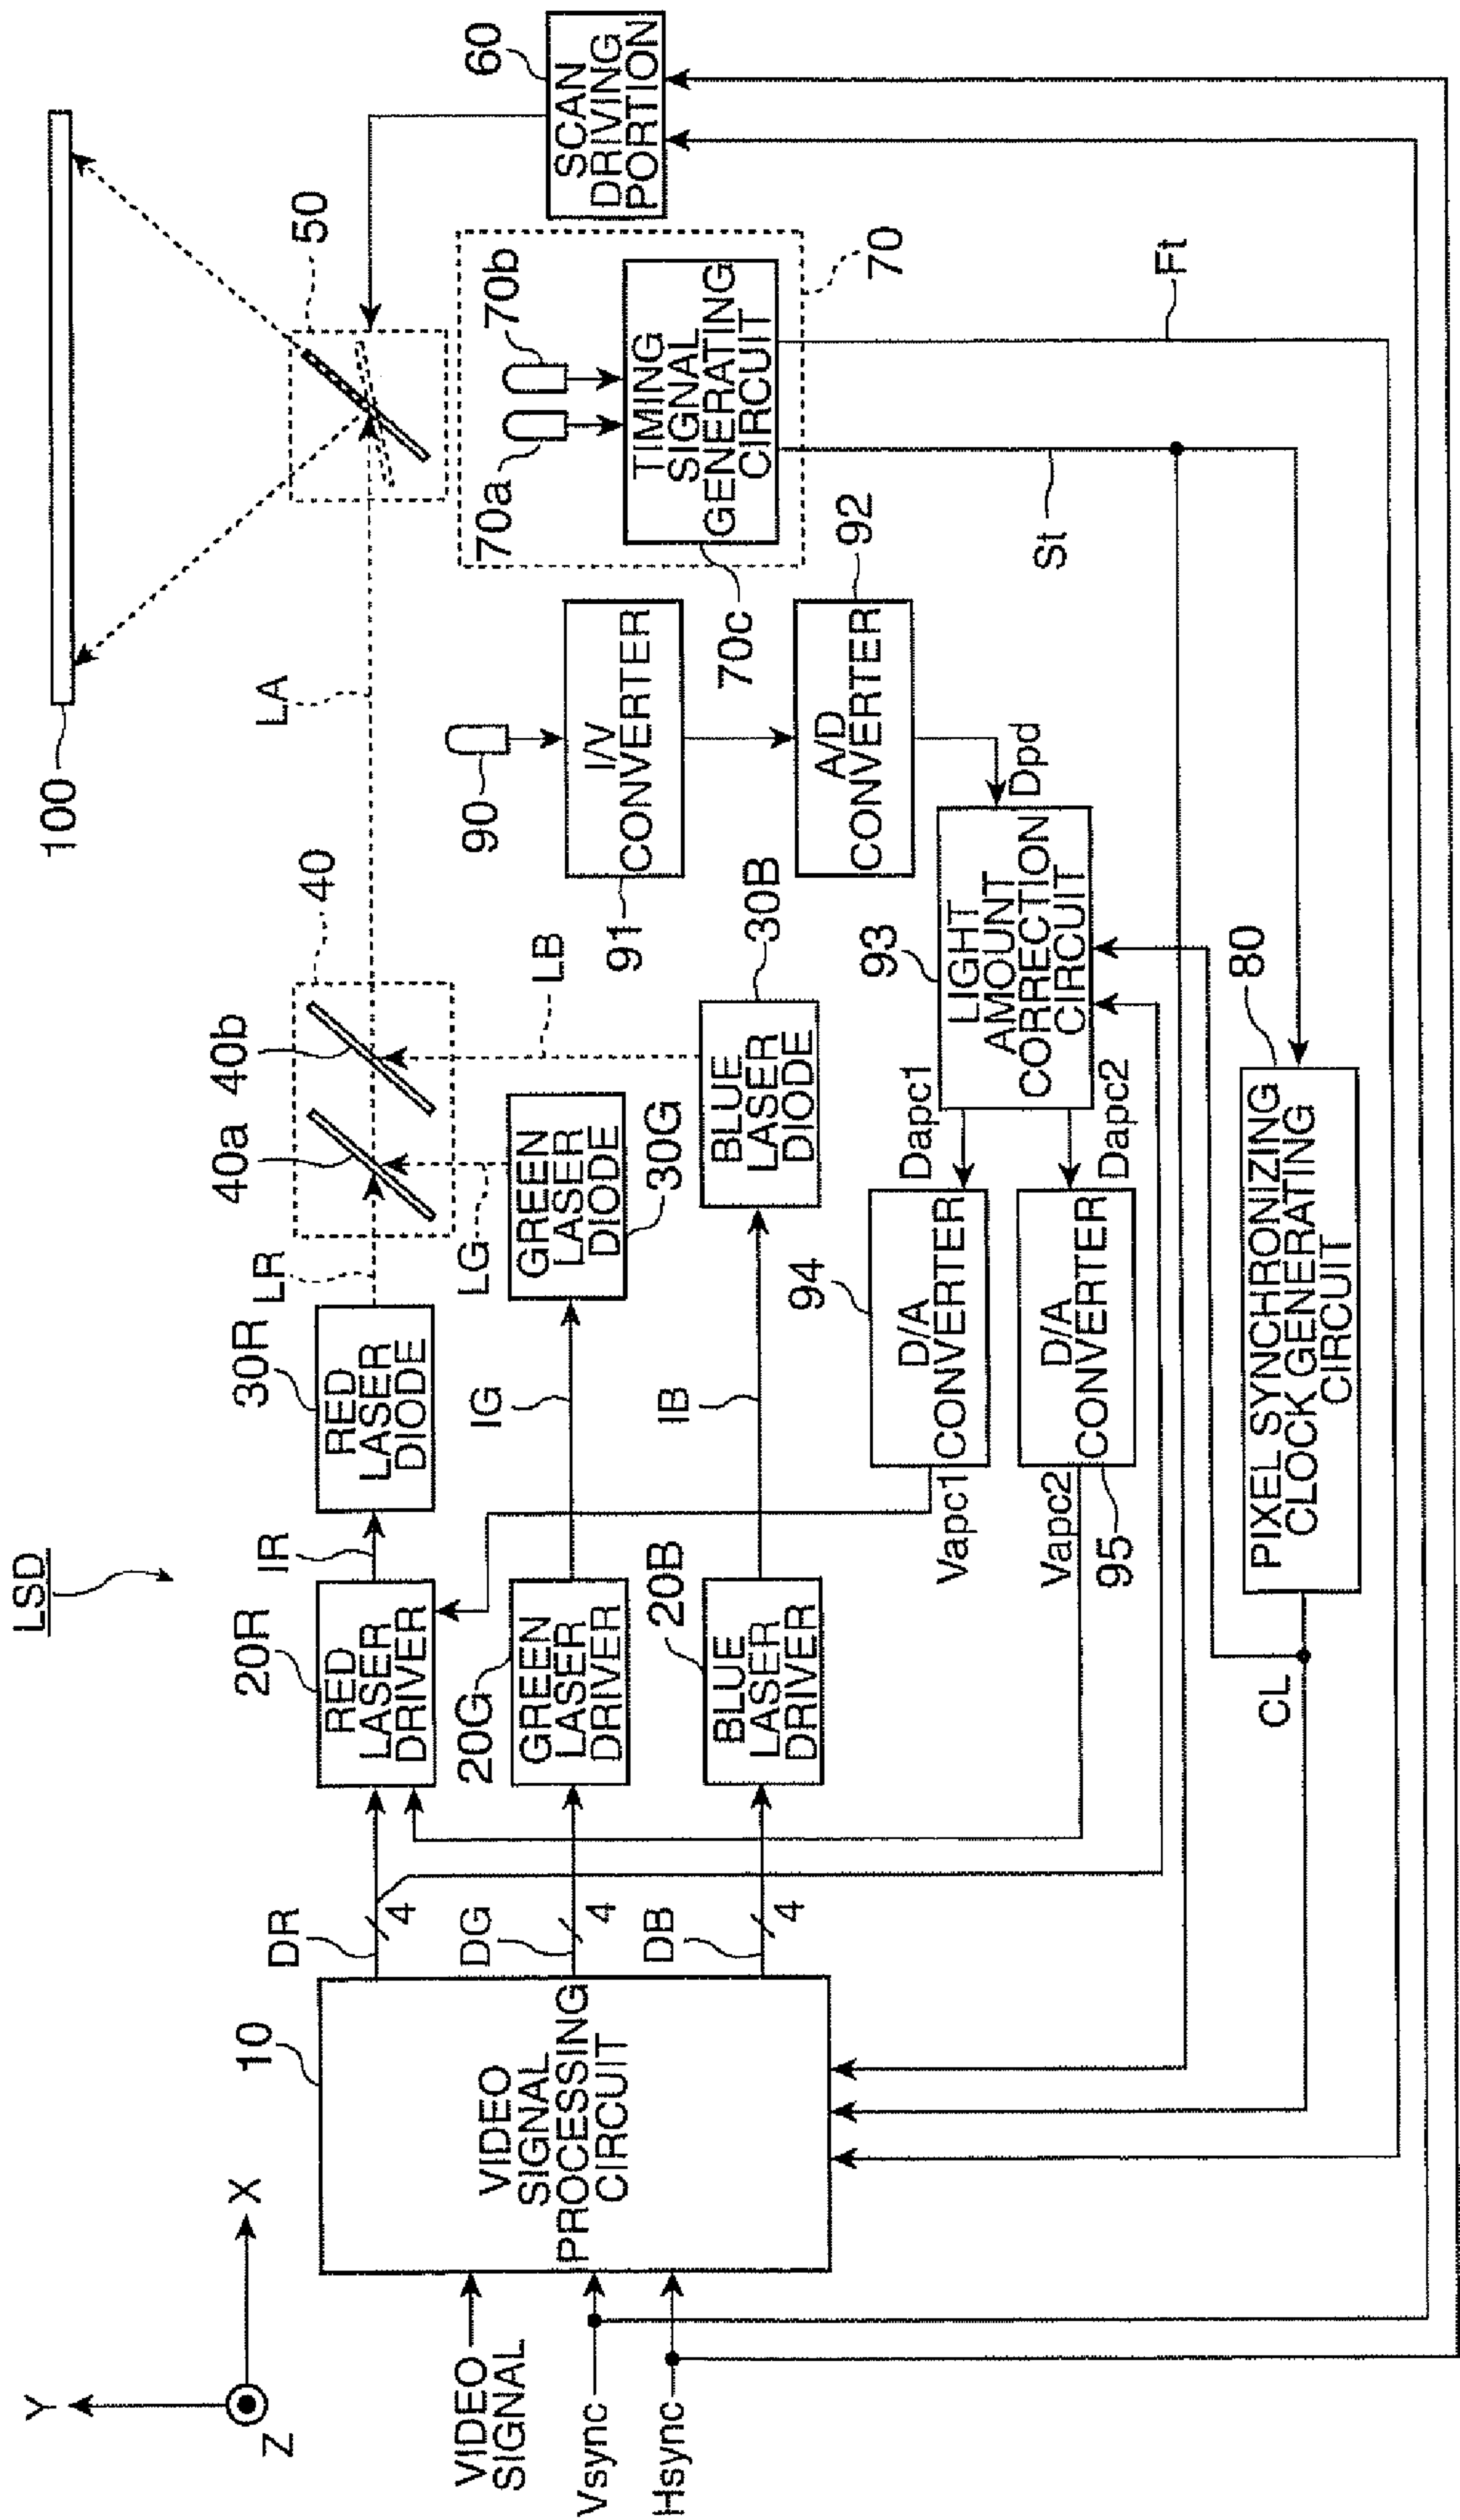 LSD
Y
X
Z
VIDEO
SIGNAL
Vsync
Hsync
10
VIDEO
SIGNAL
PROCESSING
CIRCUIT
DR
4
DG
4
DB
4
20R
RED
LASER
DRIVER
20G
GREEN
LASER
DRIVER
20B
BLUE
LASER
DRIVER
IR
IG
IB
30R
RED
LASER
DIODE
GREEN
LASER
DIODE
30G
BLUE
LASER
DIODE
30B
LR
LG
LB
40a
40b
40
LA
100
50
60
SCAN
DRIVING
PORTION
70a
70b
TIMING
SIGNAL
GENERATING
CIRCUIT
70
70c
90
91
I/V
CONVERTER
92
A/D
CONVERTER
Dpd
93
LIGHT
AMOUNT
CORRECTION
CIRCUIT
Dapc1
Dapc2
94
D/A
CONVERTER
Vapc1
D/A
CONVERTER
Vapc2
95
80
PIXEL SYNCHRONIZING
CLOCK GENERATING
CIRCUIT
CL
St
Ft